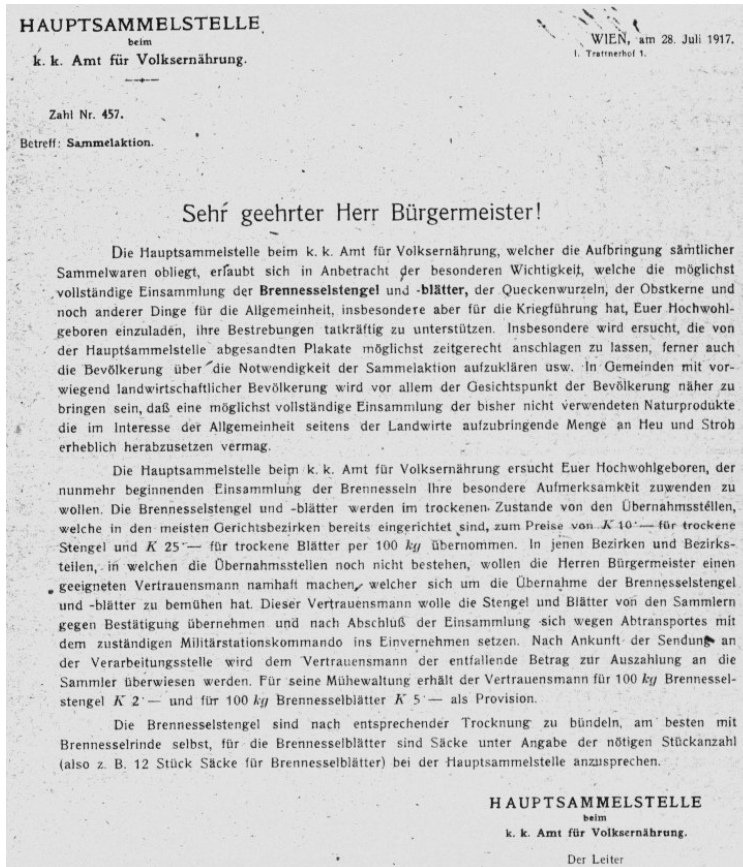 HAUPTSAMMELSTELLE
beim
k. k. Amt für Volksernährung.
WIEN, am 28. Juli 1917.
I. Trattnerhof 1.
Zahl Nr. 457.
Betreff: Sammelaktion.
Sehr geehrter Herr Bürgermeister!
Die Hauptsammelstelle beim k. k. Amt für Volksernährung, welcher die Aufbringung sämtlicher
Sammelwaren obliegt, erlaubt sich in Anbetracht der besonderen Wichtigkeit, welche die möglichst
vollständige Einsammlung der Brennesselstengel und -blätter, der Queckenwurzeln, der Obstkerne und
noch anderer Dinge für die Allgemeinheit, insbesondere aber für die Kriegführung hat, Euer Hochwohl-
geboren einzuladen, ihre Bestrebungen tatkräftig zu unterstützen. Insbesondere wird ersucht, die von
der Hauptsammelstelle abgesandten Plakate möglichst zeitgerecht anschlagen zu lassen, ferner auch
die Bevölkerung über die Notwendigkeit der Sammelaktion aufzuklären usw. In Gemeinden mit vor-
wiegend landwirtschaftlicher Bevölkerung wird vor allem der Gesichtspunkt der Bevölkerung näher zu
bringen sein, daß eine möglichst vollständige Einsammlung der bisher nicht verwendeten Naturprodukte
die im Interesse der Allgemeinheit seitens der Landwirte aufzubringende Menge an Heu und Stroh
erheblich herabzusetzen vermag.
Die Hauptsammelstelle beim k. k. Amt für Volksernährung ersucht Euer Hochwohlgeboren, der
nunmehr beginnenden Einsammlung der Brennesseln Ihre besondere Aufmerksamkeit zuwenden zu
wollen. Die Brennesselstengel und -blätter werden im trockenen Zustande von den Übernahmsstellen,
welche in den meisten Gerichtsbezirken bereits eingerichtet sind, zum Preise von K 10·— für trockene
Stengel und K 25·— für trockene Blätter per 100 kg übernommen. In jenen Bezirken und Bezirks-
teilen, in welchen die Übernahmsstellen noch nicht bestehen, wollen die Herren Bürgermeister einen
geeigneten Vertrauensmann namhaft machen, welcher sich um die Übernahme der Brennesselstengel
und -blätter zu bemühen hat. Dieser Vertrauensmann wolle die Stengel und Blätter von den Sammlern
gegen Bestätigung übernehmen und nach Abschluß der Einsammlung sich wegen Abtransportes mit
dem zuständigen Militärstationskommando ins Einvernehmen setzen. Nach Ankunft der Sendung an
der Verarbeitungsstelle wird dem Vertrauensmann der entfallende Betrag zur Auszahlung an die
Sammler überwiesen werden. Für seine Mühewaltung erhält der Vertrauensmann für 100 kg Brennessel-
stengel K 2·— und für 100 kg Brennesselblätter K 5·— als Provision.
Die Brennesselstengel sind nach entsprechender Trocknung zu bündeln, am besten mit
Brennesselrinde selbst, für die Brennesselblätter sind Säcke unter Angabe der nötigen Stückanzahl
(also z. B. 12 Stück Säcke für Brennesselblätter) bei der Hauptsammelstelle anzusprechen.
HAUPTSAMMELSTELLE
beim
k. k. Amt für Volksernährung.
Der Leiter